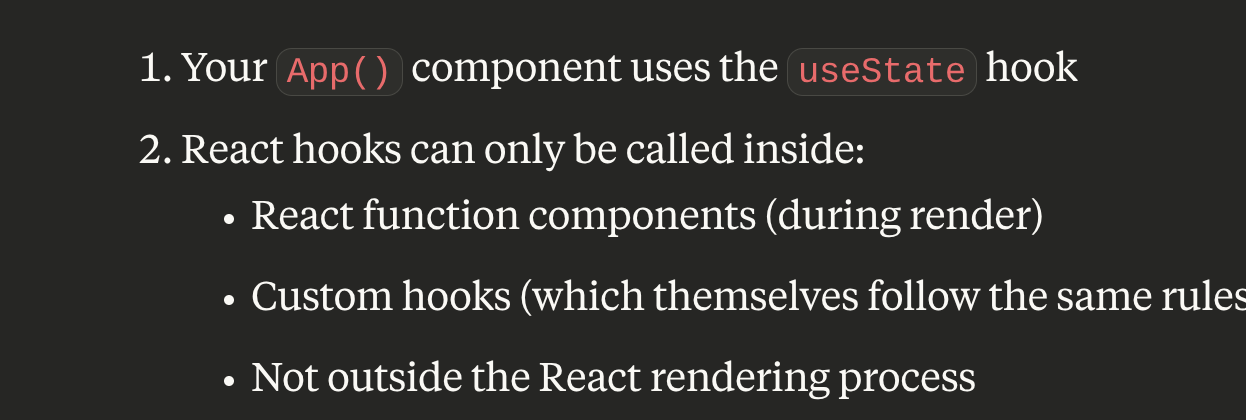 1. Your App() component uses the useState hook
2. React hooks can only be called inside:
• React function components (during render)
• Custom hooks (which themselves follow the same rules
• Not outside the React rendering process